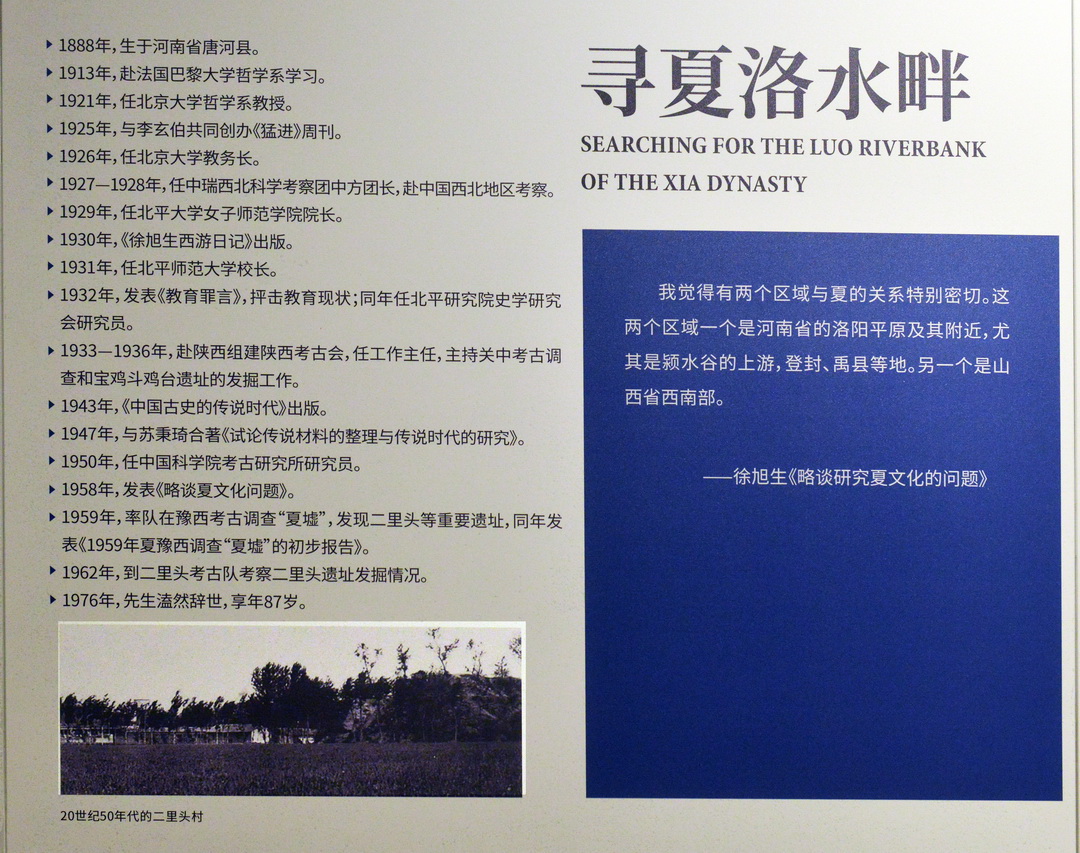 1888年，生于河南省唐河县。
1913年，赴法国巴黎大学哲学系学习。
1921年，任北京大学哲学系教授。
1925年，与李玄伯共同创办《猛进》周刊。
1926年，任北京大学教务长。
1927—1928年，任中瑞西北科学考察团中方团长，赴中国西北地区考察。
1929年，任北平大学女子师范学院院长。
1930年，《徐旭生西游日记》出版。
1931年，任北平师范大学校长。
1932年，发表《教育罪言》，抨击教育现状；同年任北平研究院史学研究
会研究员。
1933—1936年，赴陕西组建陕西考古会，任工作主任，主持关中考古调
查和宝鸡斗鸡台遗址的发掘工作。
1943年，《中国古史的传说时代》出版。
1947年，与苏秉琦合著《试论传说材料的整理与传说时代的研究》。
1950年，任中国科学院考古研究所研究员。
1958年，发表《略谈夏文化问题》。
1959年，率队在豫西考古调查“夏墟”，发现二里头等重要遗址，同年发
表《1959年夏豫西调查“夏墟”的初步报告》。
1962年，到二里头考古队考察二里头遗址发掘情况。
1976年，先生溘然辞世，享年87岁。
20世纪50年代的二里头村
寻夏洛水畔
SEARCHING FOR THE LUO RIVERBANK
OF THE XIA DYNASTY
我觉得有两个区域与夏的关系特别密切。这
两个区域一个是河南省的洛阳平原及其附近，尤
其是颍水谷的上游，登封、禹县等地。另一个是山
西省西南部。
——徐旭生《略谈研究夏文化的问题》